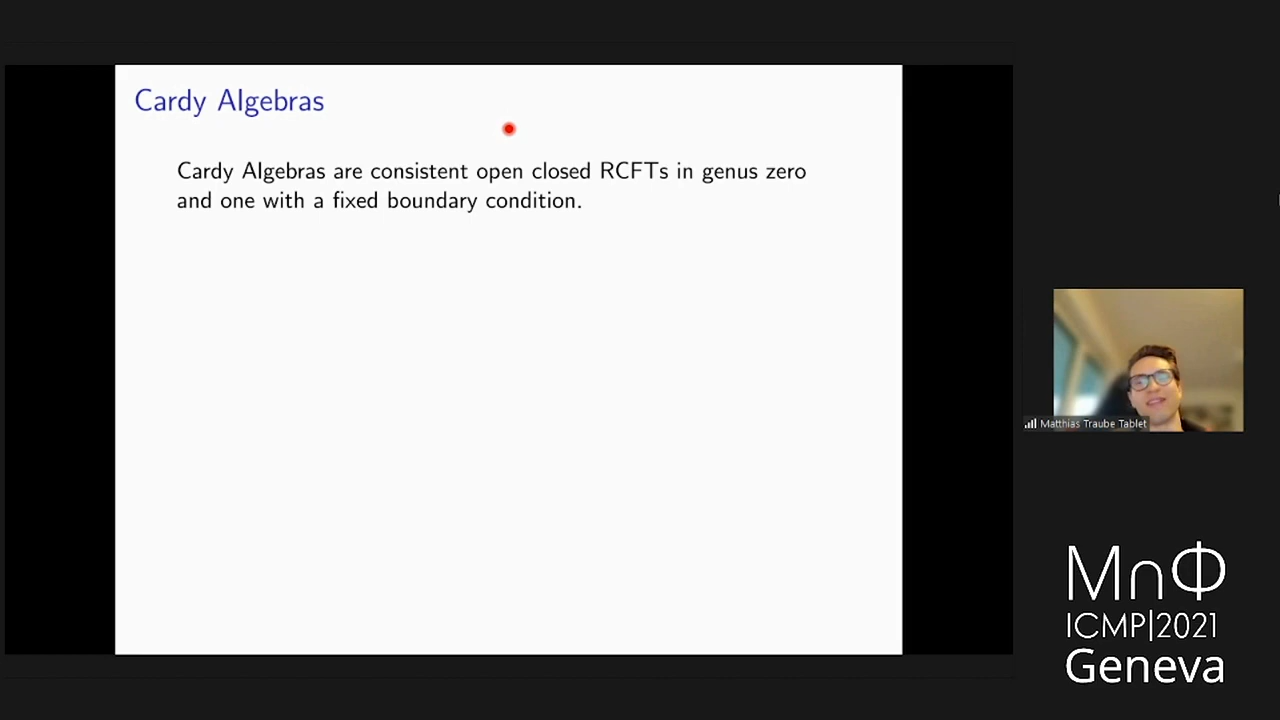 Cardy Algebras
Cardy Algebras are consistent open closed RCFTs in genus zero
and one with a fixed boundary condition.
Matthias Traube Tablet
M∩Φ
ICMP|2021
Geneva